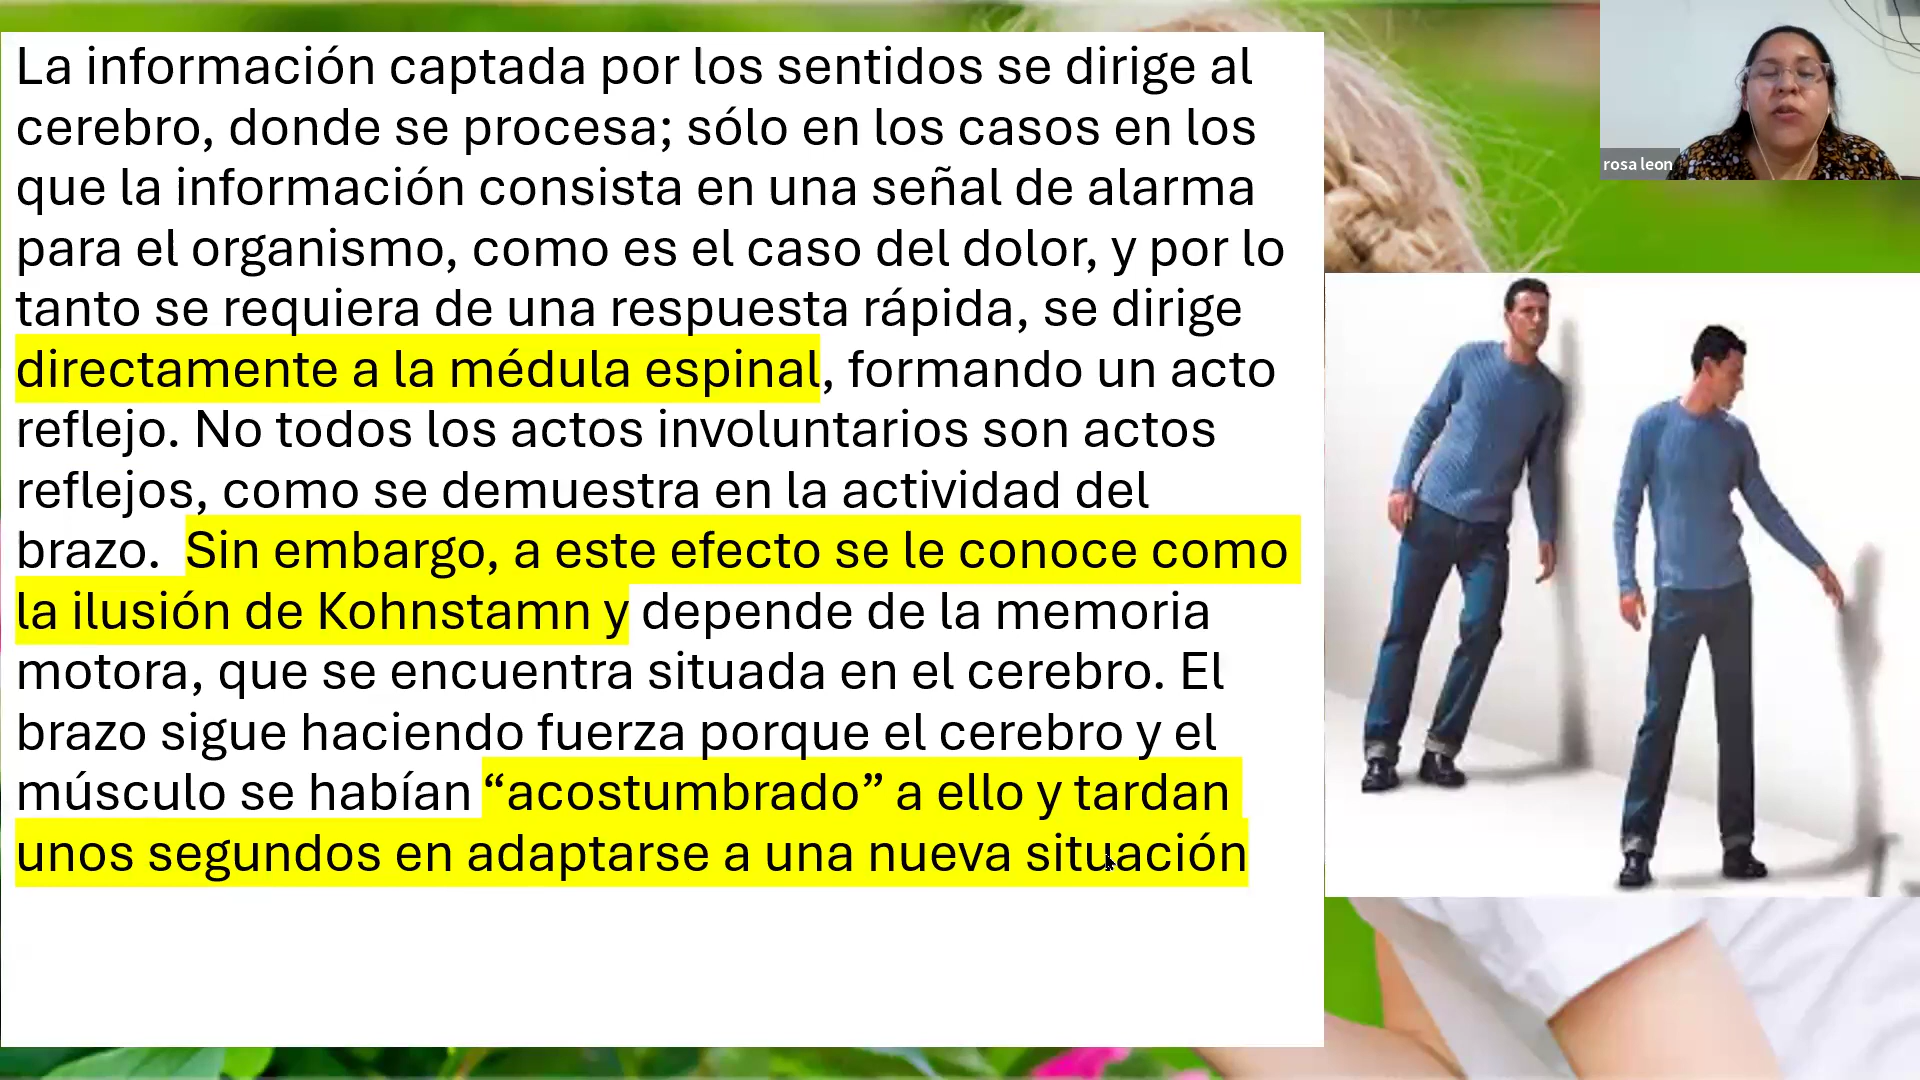 La información captada por los sentidos se dirige al
cerebro, donde se procesa; sólo en los casos en los
que la información consista en una señal de alarma
para el organismo, como es el caso del dolor, y por lo
tanto se requiera de una respuesta rápida, se dirige
directamente a la médula espinal, formando un acto
reflejo. No todos los actos involuntarios son actos
reflejos, como se demuestra en la actividad del
brazo. Sin embargo, a este efecto se le conoce como
la ilusión de Kohnstamn y depende de la memoria
motora, que se encuentra situada en el cerebro. El
brazo sigue haciendo fuerza porque el cerebro y el
músculo se habían “acostumbrado” a ello y tardan
unos segundos en adaptarse a una nueva situación
rosa leon